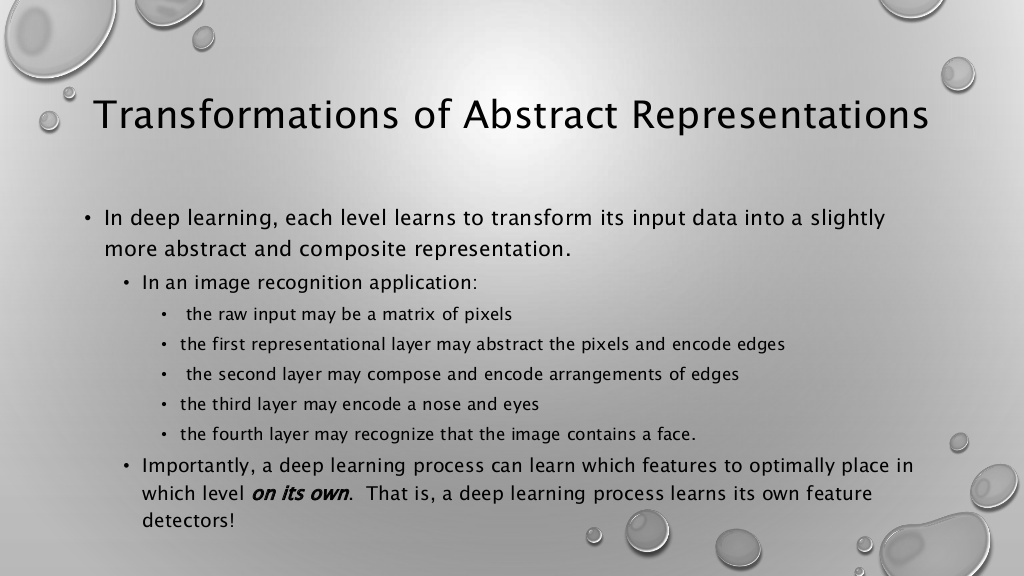 Transformations of Abstract Representations
• In deep learning, each level learns to transform its input data into a slightly
more abstract and composite representation.
• In an image recognition application:
• the raw input may be a matrix of pixels
• the first representational layer may abstract the pixels and encode edges
• the second layer may compose and encode arrangements of edges
• the third layer may encode a nose and eyes
• the fourth layer may recognize that the image contains a face.
• Importantly, a deep learning process can learn which features to optimally place in
which level on its own. That is, a deep learning process learns its own feature
detectors!